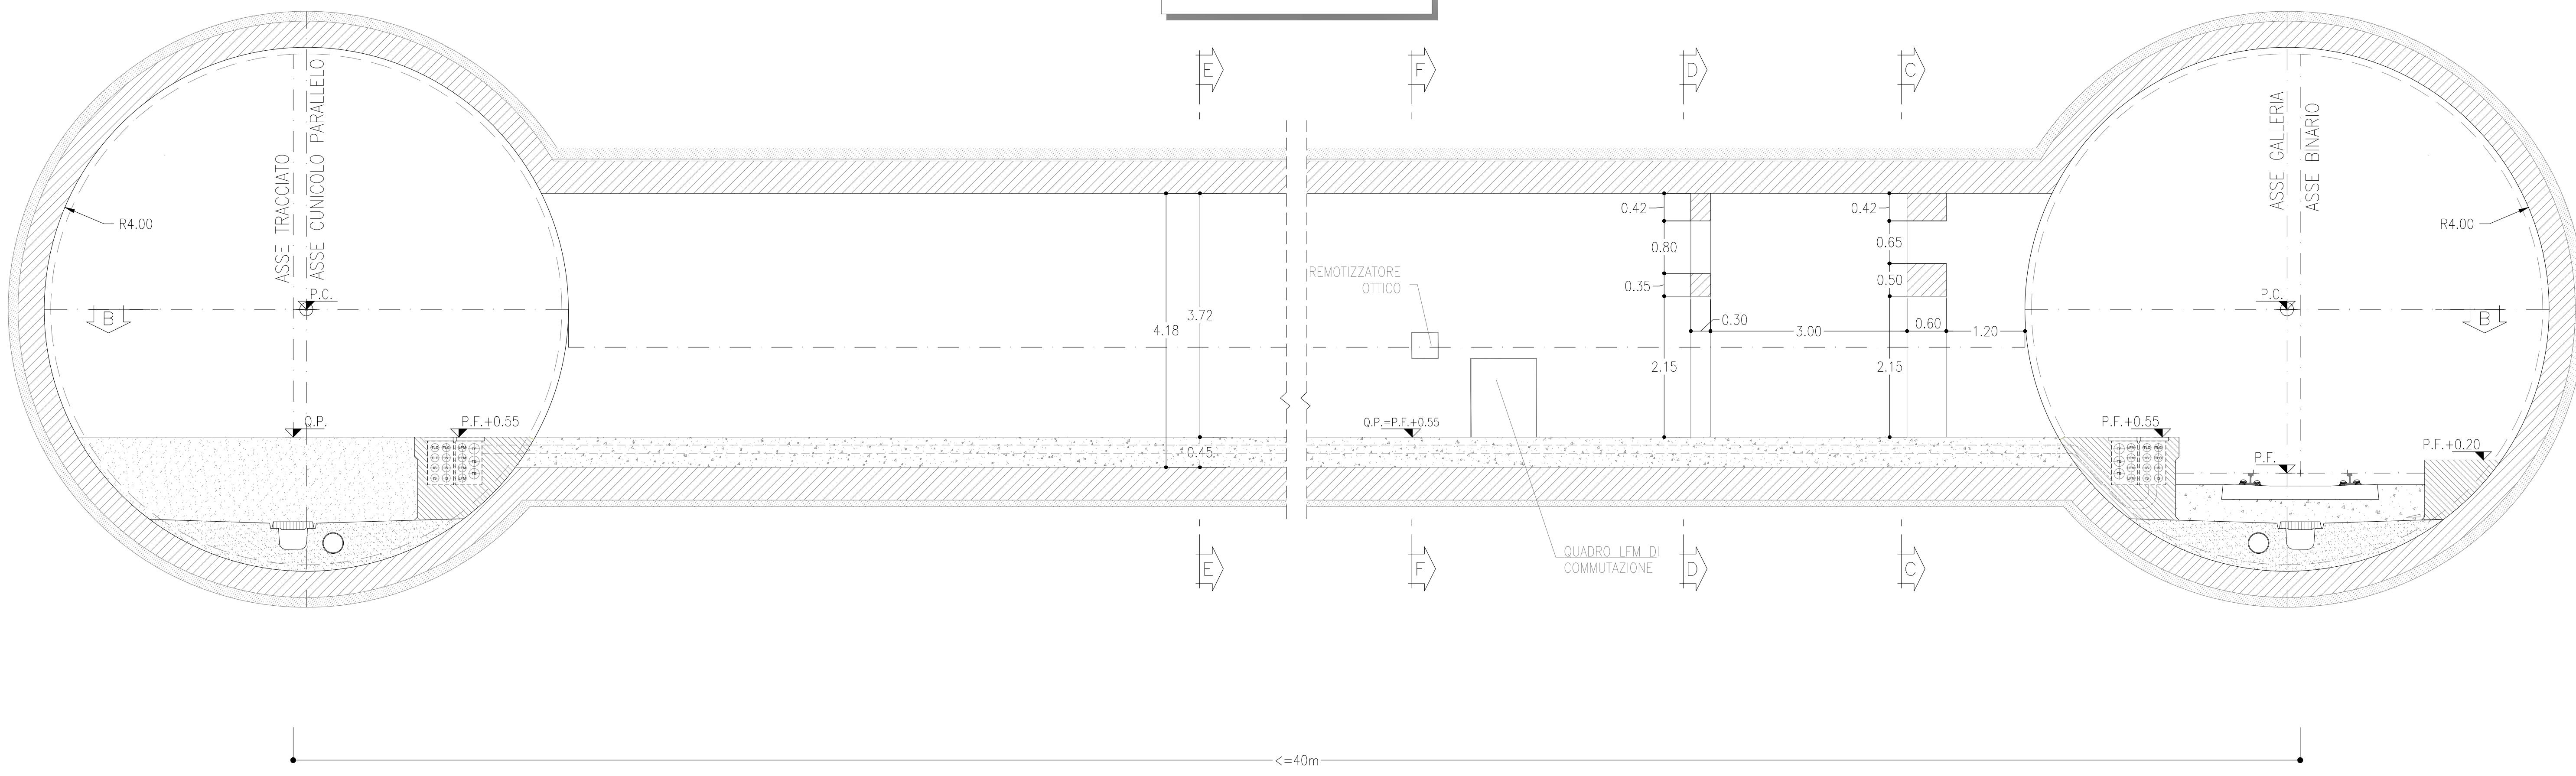 E
F
D
C
ASSE TRACCIATO
ASSE CUNICOLO PARALLELO
ASSE GALLERIA
ASSE BINARIO
R4.00
R4.00
0.42
0.80
0.35
0.42
0.65
0.50
REMOTIZZATORE
OTTICO
P.C.
P.C.
B
B
4.18
3.72
0.30
3.00
0.60
1.20
2.15
2.15
Q.P.
P.F.+0.55
Q.P.=P.F.+0.55
P.F.+0.55
P.F.+0.20
0.45
P.F.
QUADRO LFM DI
COMMUTAZIONE
E
F
D
C
<=40m